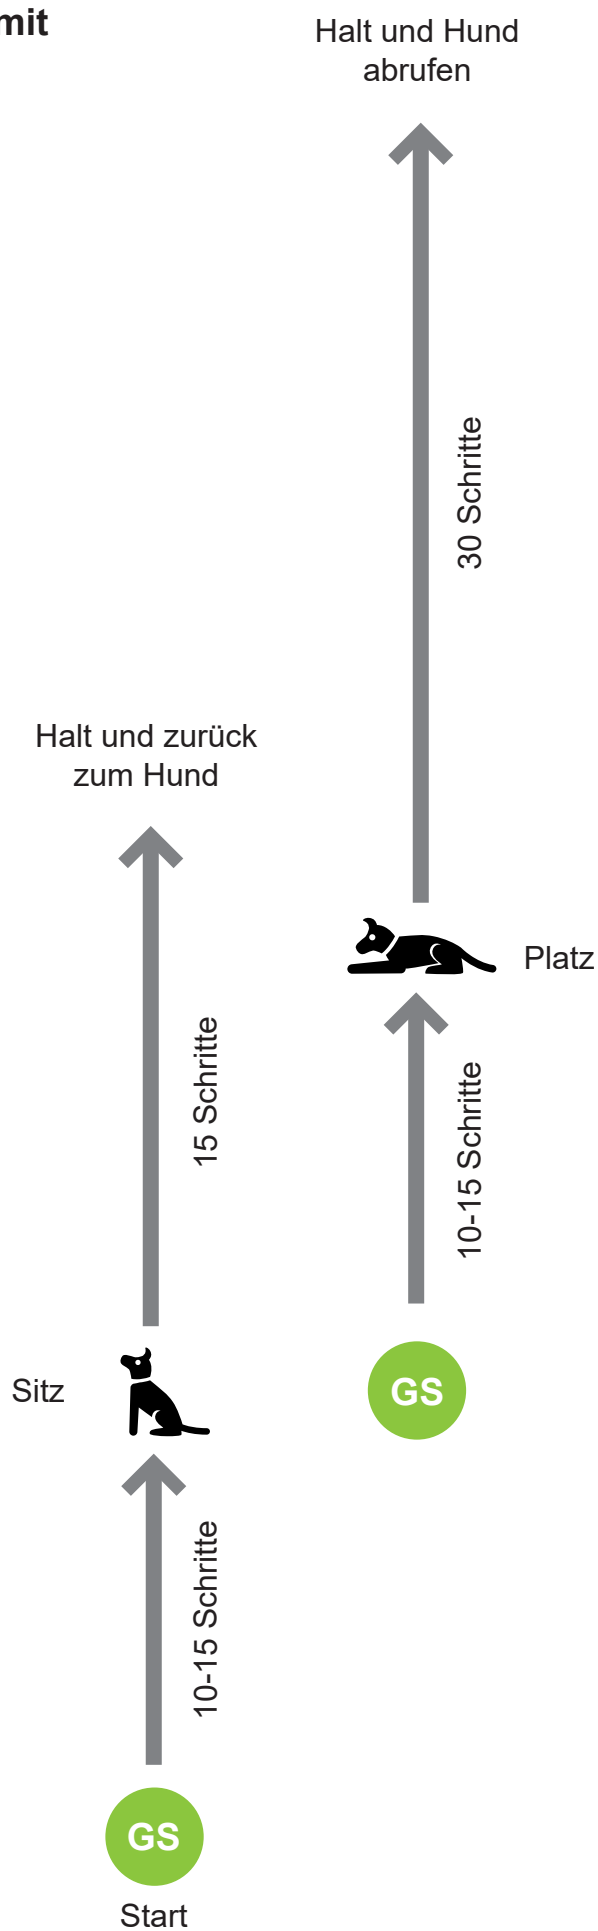 mit
Halt und Hund
abrufen
30 Schritte
Halt und zurück
zum Hund
Platz
15 Schritte
10-15 Schritte
Sitz
GS
10-15 Schritte
GS
Start